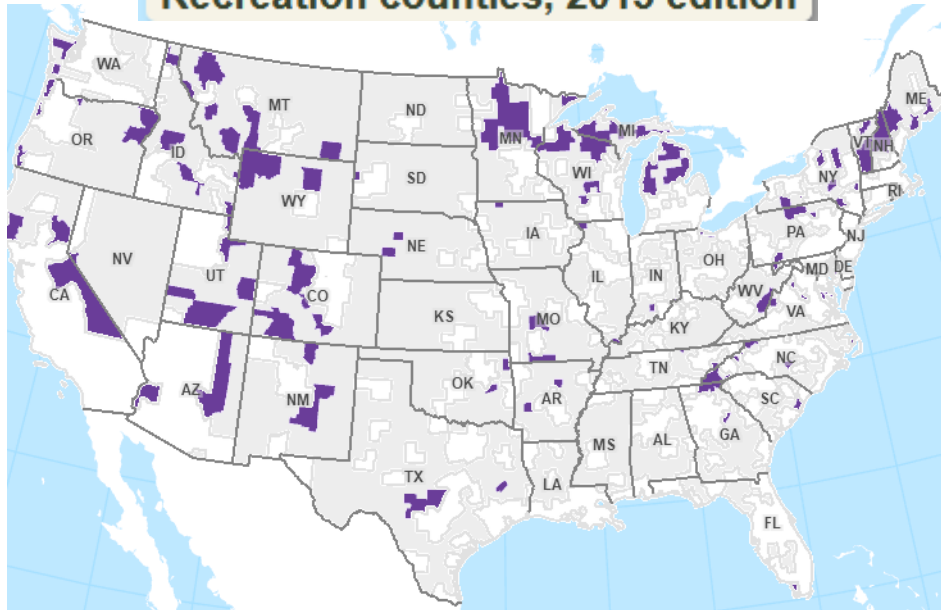 Recreation counties, 2015 edition
WA
MT
ND
MN
MI
ME
VT
NH
OR
ID
WY
SD
WI
NY
RI
NV
UT
CO
NE
IA
IL
IN
OH
PA
NJ
MD
DE
CA
KS
MO
KY
WV
VA
AZ
NM
OK
AR
TN
NC
SC
TX
LA
MS
AL
GA
FL